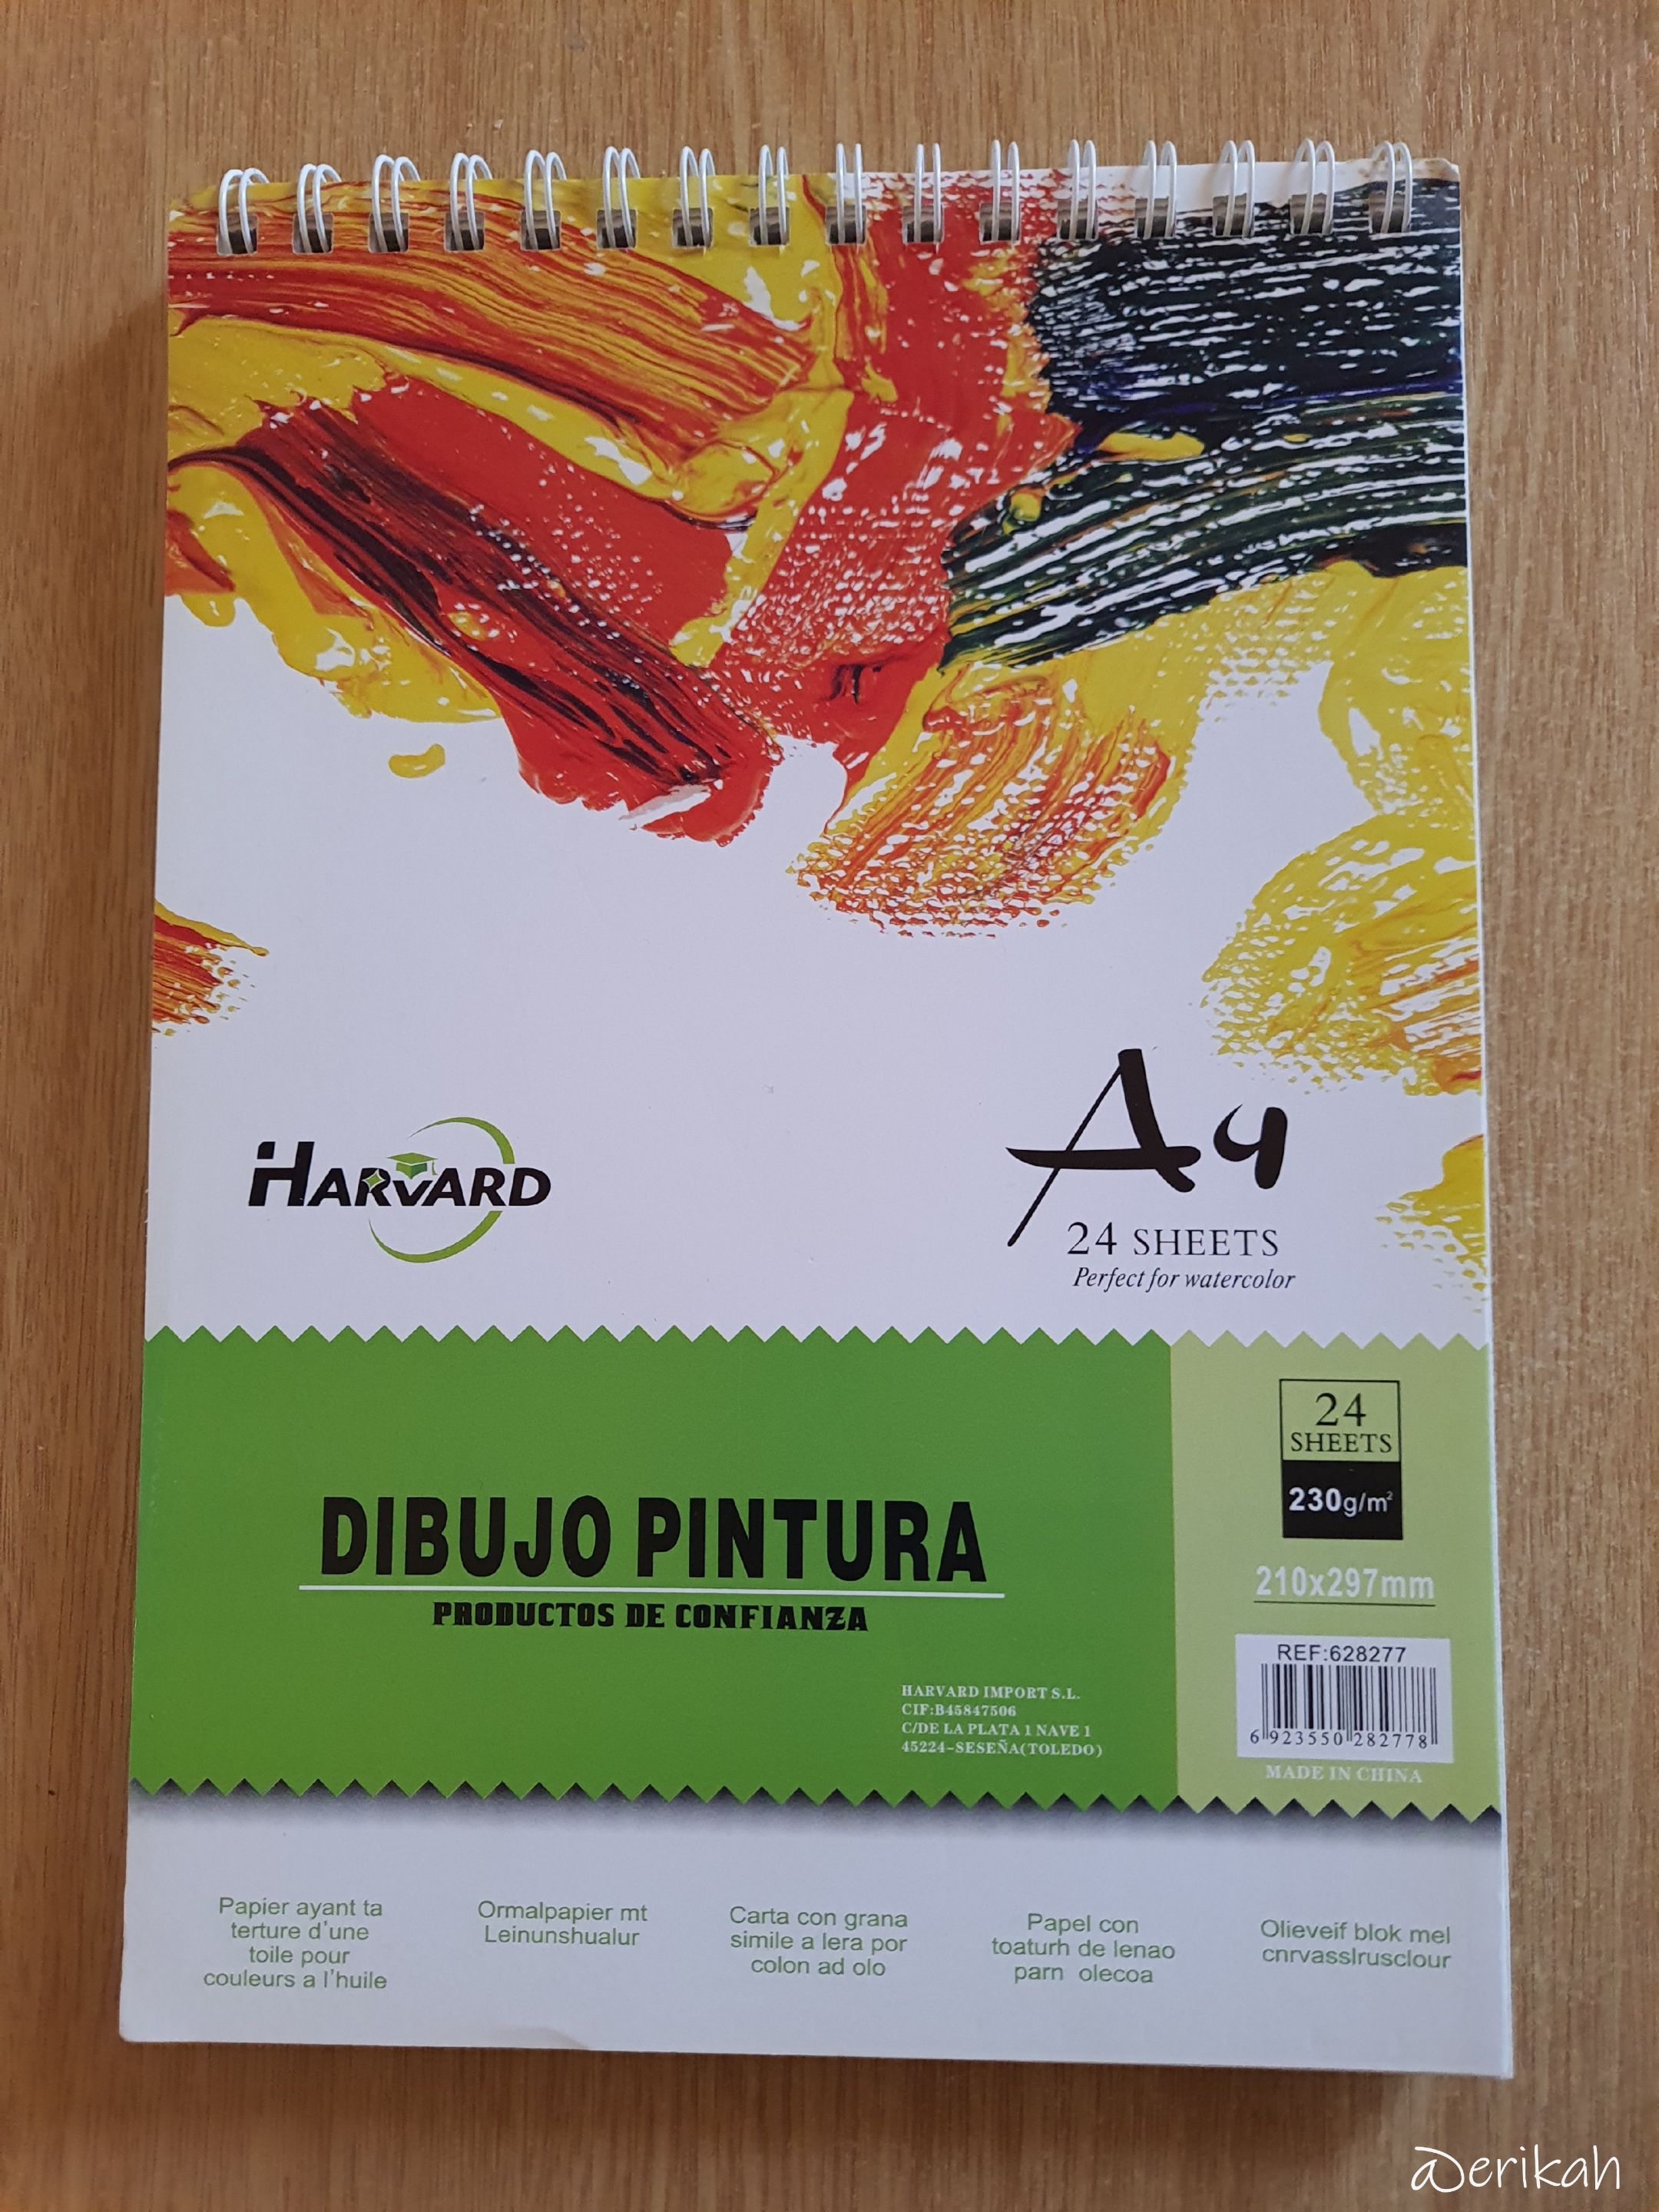 HARVARD
A4
24 SHEETS
Perfect for watercolor
24
SHEETS
230g/m²
210x297mm
DIBUJO PINTURA
PRODUCTOS DE CONFIANZA
HARVARD IMPORT S.L.
CIF:B45847506
C/DE LA PLATA 1 NAVE 1
45224-SESEÑA(TOLEDO)
REF:628277
6 923550 282778
MADE IN CHINA
Papier ayant ta
terture d'une
toile pour
couleurs a l'huile
Ormalpapier mt
Leinunshualur
Carta con grana
simile a lera por
colon ad olo
Papel con
toaturh de lenao
parn olecoa
Olieveif blok mel
cnrvasslrusclour
@erikah